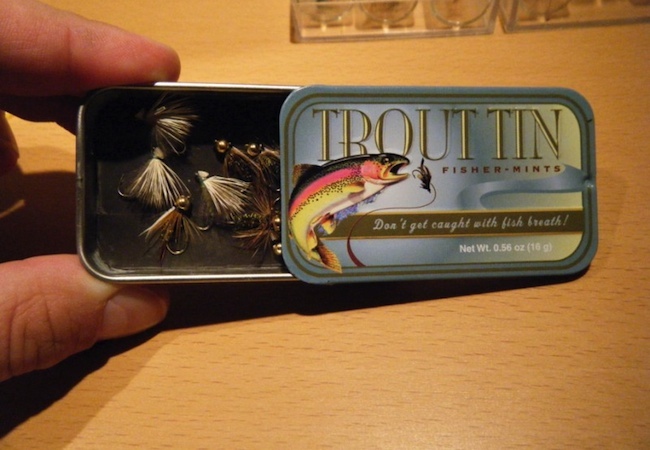 TROUT TIN
FISHER-MINTS
Don't get caught with fish breath!
Net Wt. 0.56 oz (16 g)